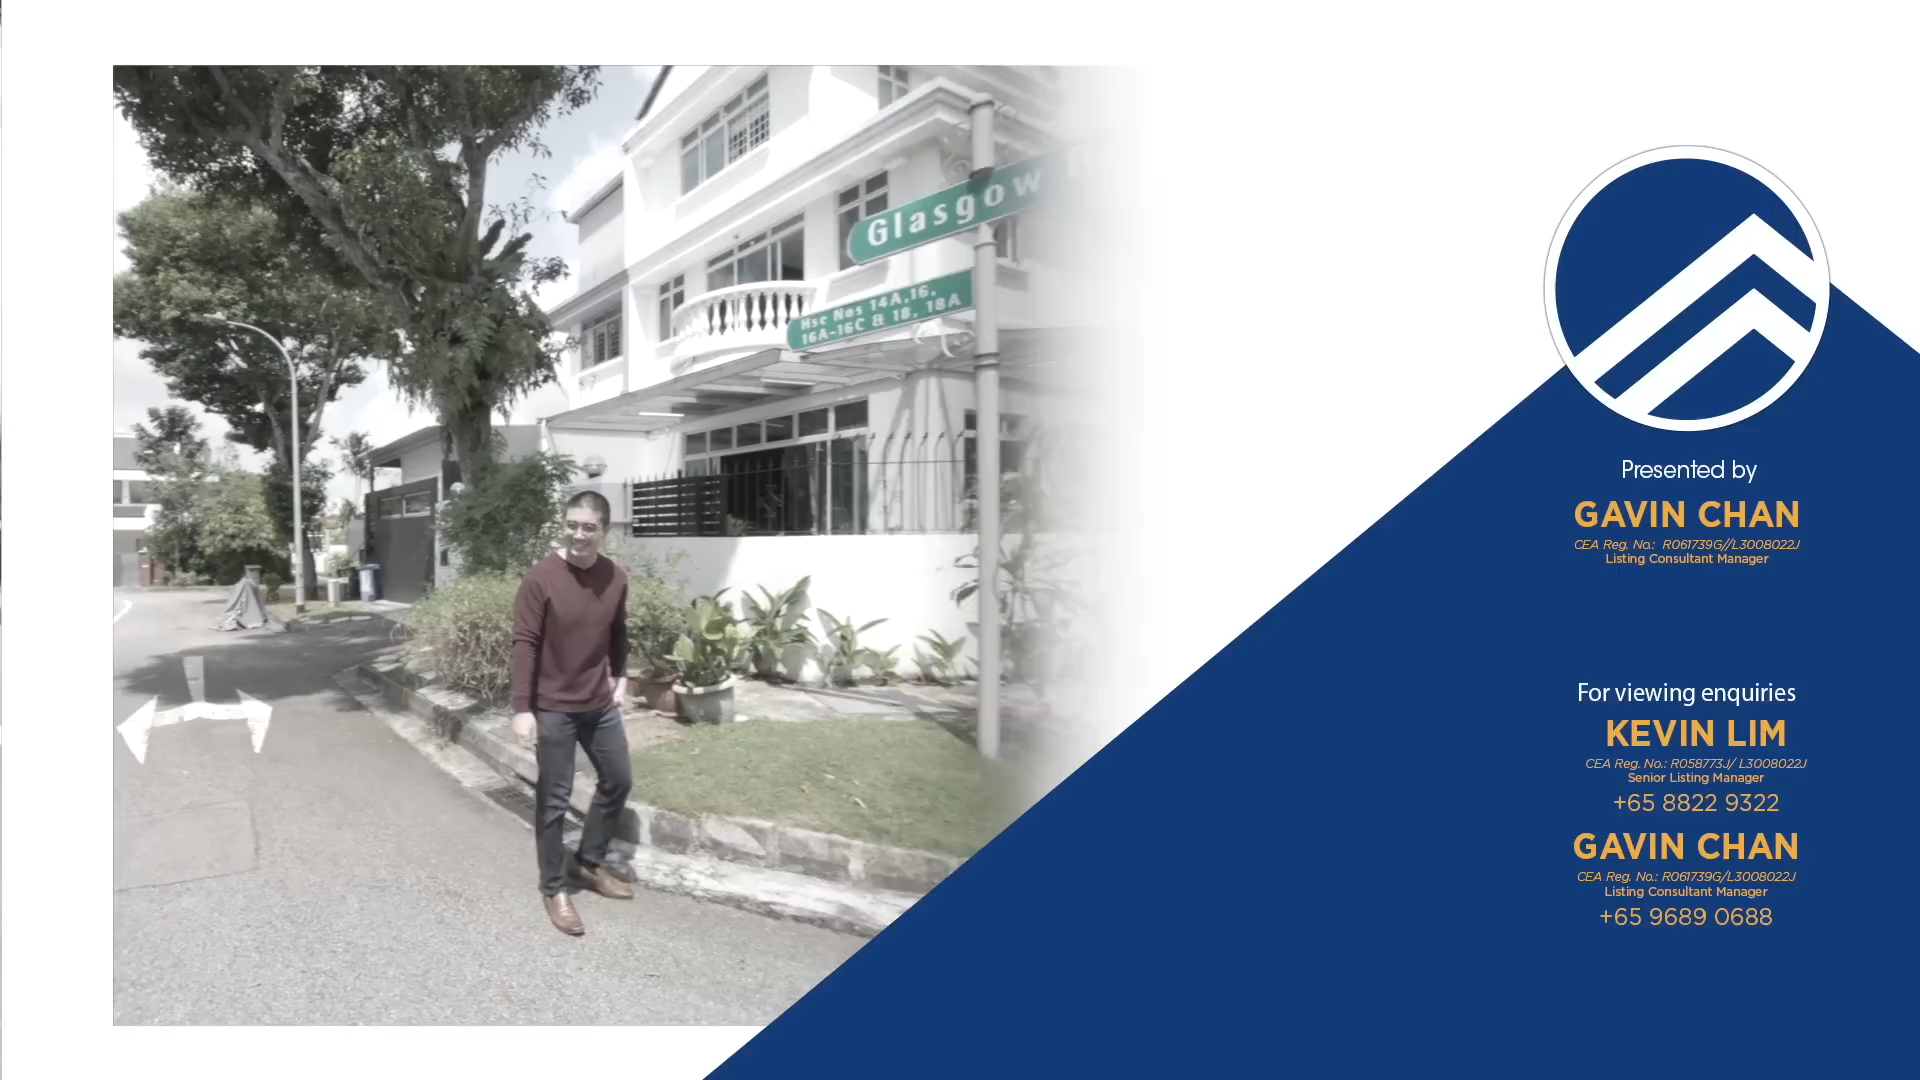 Glasgow
Hse Nos 14A,16,
16A-16C & 18, 18A
Presented by
GAVIN CHAN
CEA Reg. No.: R061739G//L3008022J
Listing Consultant Manager
For viewing enquiries
KEVIN LIM
CEA Reg. No.: R058773J/ L3008022J
Senior Listing Manager
+65 8822 9322
GAVIN CHAN
CEA Reg. No.: R061739G/L3008022J
Listing Consultant Manager
+65 9689 0688